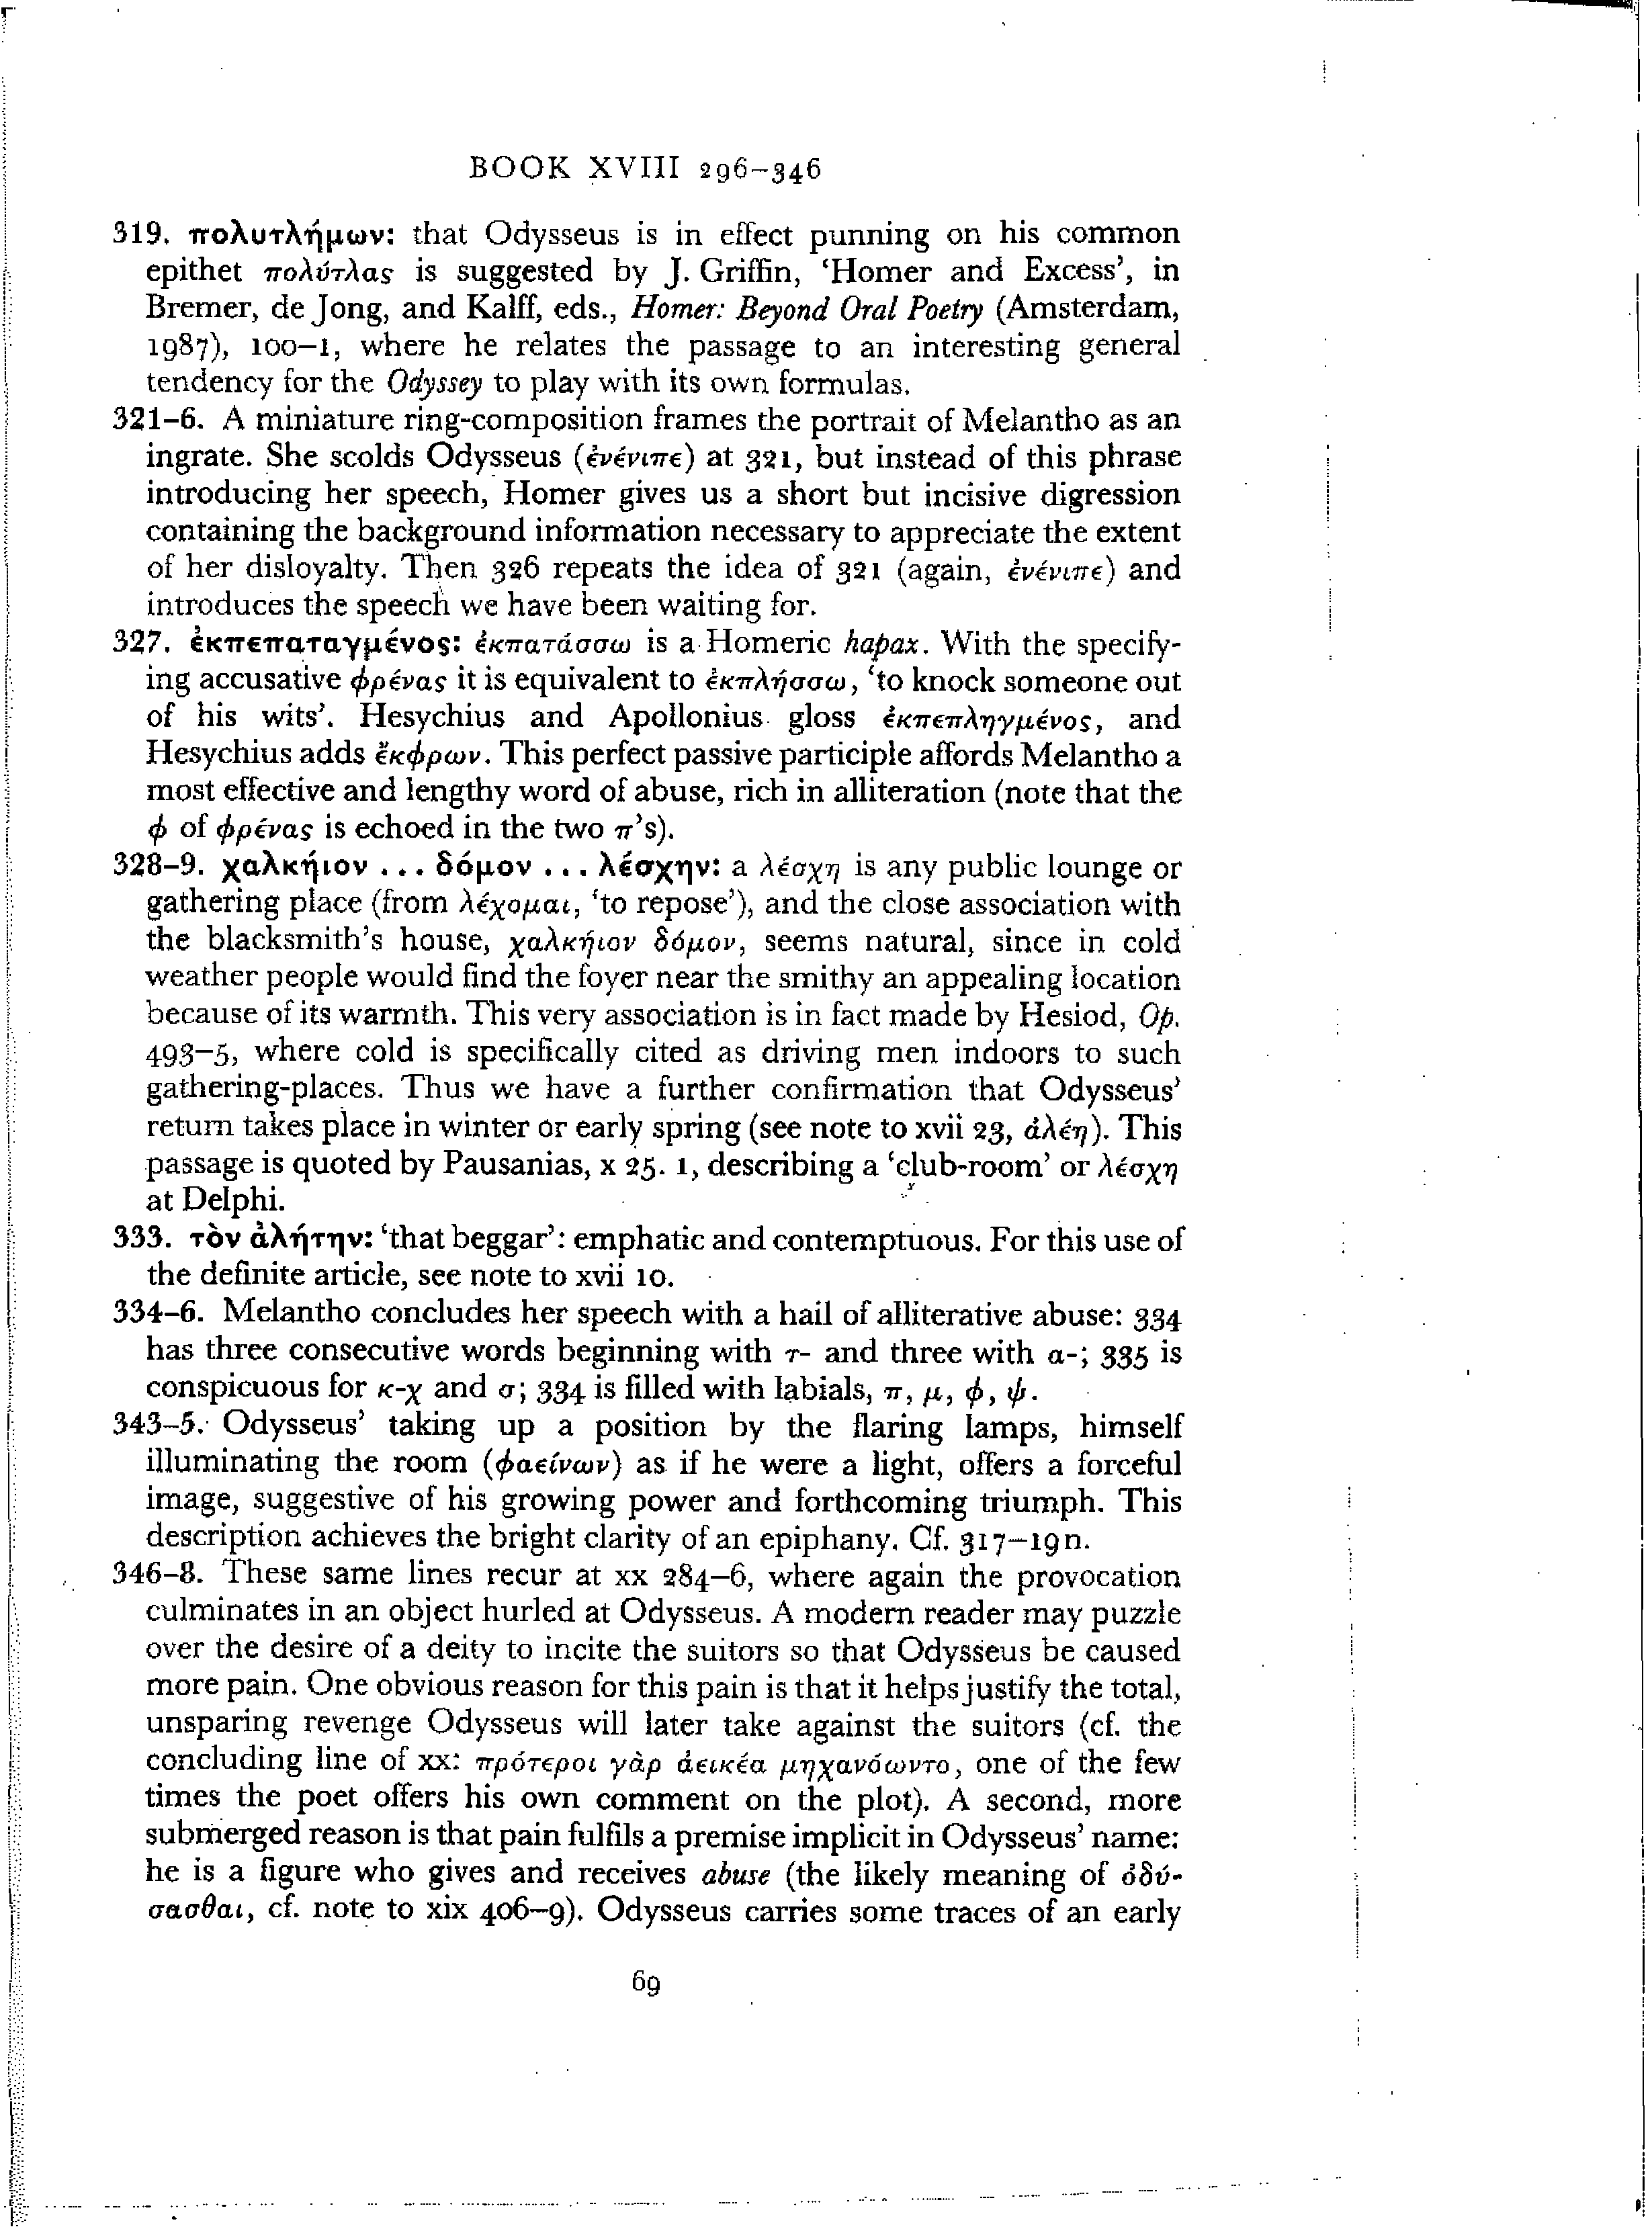 BOOK XVIII 296–346
319. πολυτλήμων: that Odysseus is in effect punning on his common
epithet πολύτλας is suggested by J. Griffin, ‘Homer and Excess’, in
Bremer, de Jong, and Kalff, eds., Homer: Beyond Oral Poetry (Amsterdam,
1987), 100–1, where he relates the passage to an interesting general
tendency for the Odyssey to play with its own formulas.
321–6. A miniature ring-composition frames the portrait of Melantho as an
ingrate. She scolds Odysseus (ἐνένιπε) at 321, but instead of this phrase
introducing her speech, Homer gives us a short but incisive digression
containing the background information necessary to appreciate the extent
of her disloyalty. Then 326 repeats the idea of 321 (again, ἐνένιπε) and
introduces the speech we have been waiting for.
327. ἐκπεπαταγμένος: ἐκπατάσσω is a Homeric hapax. With the specify-
ing accusative φρένας it is equivalent to ἐκπλήσσω, ‘to knock someone out
of his wits’. Hesychius and Apollonius gloss ἐκπεπληγμένος, and
Hesychius adds ἔκφρων. This perfect passive participle affords Melantho a
most effective and lengthy word of abuse, rich in alliteration (note that the
φ of φρένας is echoed in the two π’s).
328–9. χαλκήιον ... δόμον ... λέσχην: a λέσχη is any public lounge or
gathering place (from λέχομαι, ‘to repose’), and the close association with
the blacksmith’s house, χαλκήιον δόμον, seems natural, since in cold
weather people would find the foyer near the smithy an appealing location
because of its warmth. This very association is in fact made by Hesiod, Op.
493–5, where cold is specifically cited as driving men indoors to such
gathering-places. Thus we have a further confirmation that Odysseus’
return takes place in winter or early spring (see note to xvii 23, ἀλέη). This
passage is quoted by Pausanias, x 25. 1, describing a ‘club-room’ or λέσχη
at Delphi.
333. τὸν ἀλήτην: ‘that beggar’: emphatic and contemptuous. For this use of
the definite article, see note to xvii 10.
334–6. Melantho concludes her speech with a hail of alliterative abuse: 334
has three consecutive words beginning with τ- and three with α-; 335 is
conspicuous for κ-χ and σ; 334 is filled with labials, π, μ, φ, ψ.
343–5. Odysseus’ taking up a position by the flaring lamps, himself
illuminating the room (φαείνων) as if he were a light, offers a forceful
image, suggestive of his growing power and forthcoming triumph. This
description achieves the bright clarity of an epiphany. Cf. 317–19n.
346–8. These same lines recur at xx 284–6, where again the provocation
culminates in an object hurled at Odysseus. A modern reader may puzzle
over the desire of a deity to incite the suitors so that Odysseus be caused
more pain. One obvious reason for this pain is that it helps justify the total,
unsparing revenge Odysseus will later take against the suitors (cf. the
concluding line of xx: πρότεροι γὰρ ἀεικέα μηχανόωντο, one of the few
times the poet offers his own comment on the plot). A second, more
submerged reason is that pain fulfils a premise implicit in Odysseus’ name:
he is a figure who gives and receives abuse (the likely meaning of ὀδύ-
σασθαι, cf. note to xix 406–9). Odysseus carries some traces of an early
69